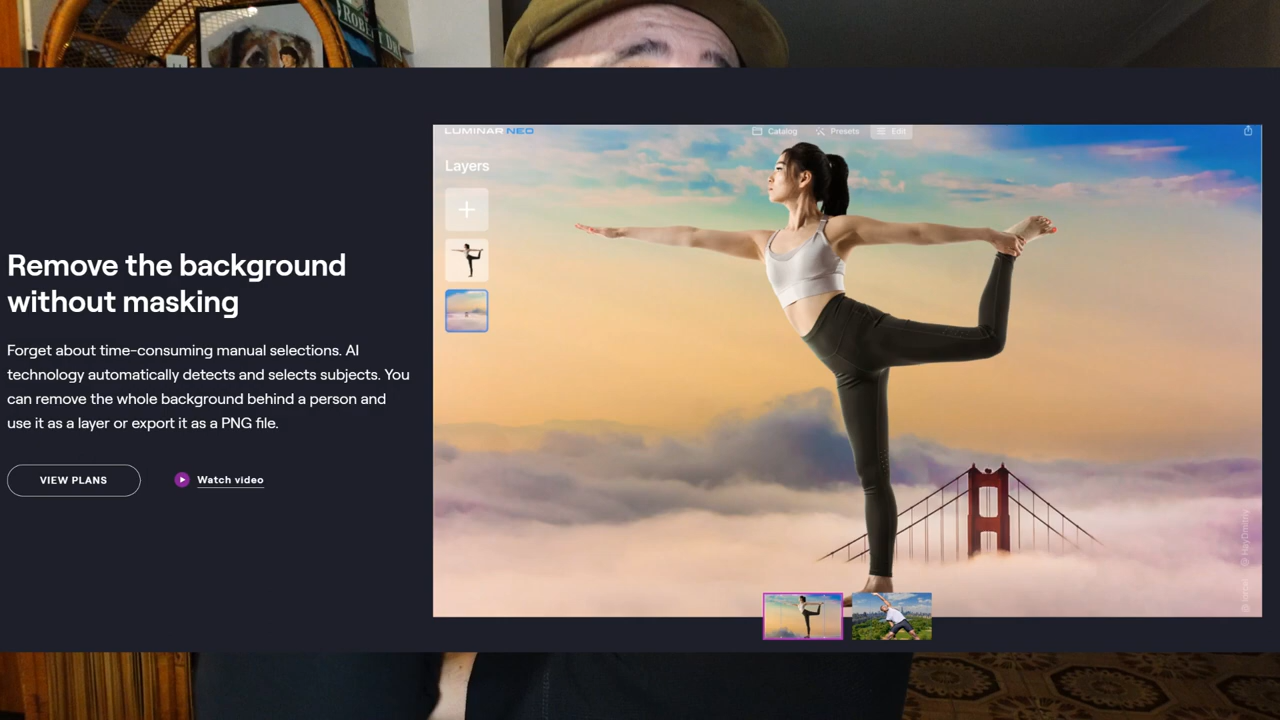 ROBE
DR
LUMINAR NEO
Catalog
Presets
Edit
Layers
Remove the background
without masking
Forget about time-consuming manual selections. AI
technology automatically detects and selects subjects. You
can remove the whole background behind a person and
use it as a layer or export it as a PNG file.
VIEW PLANS
Watch video